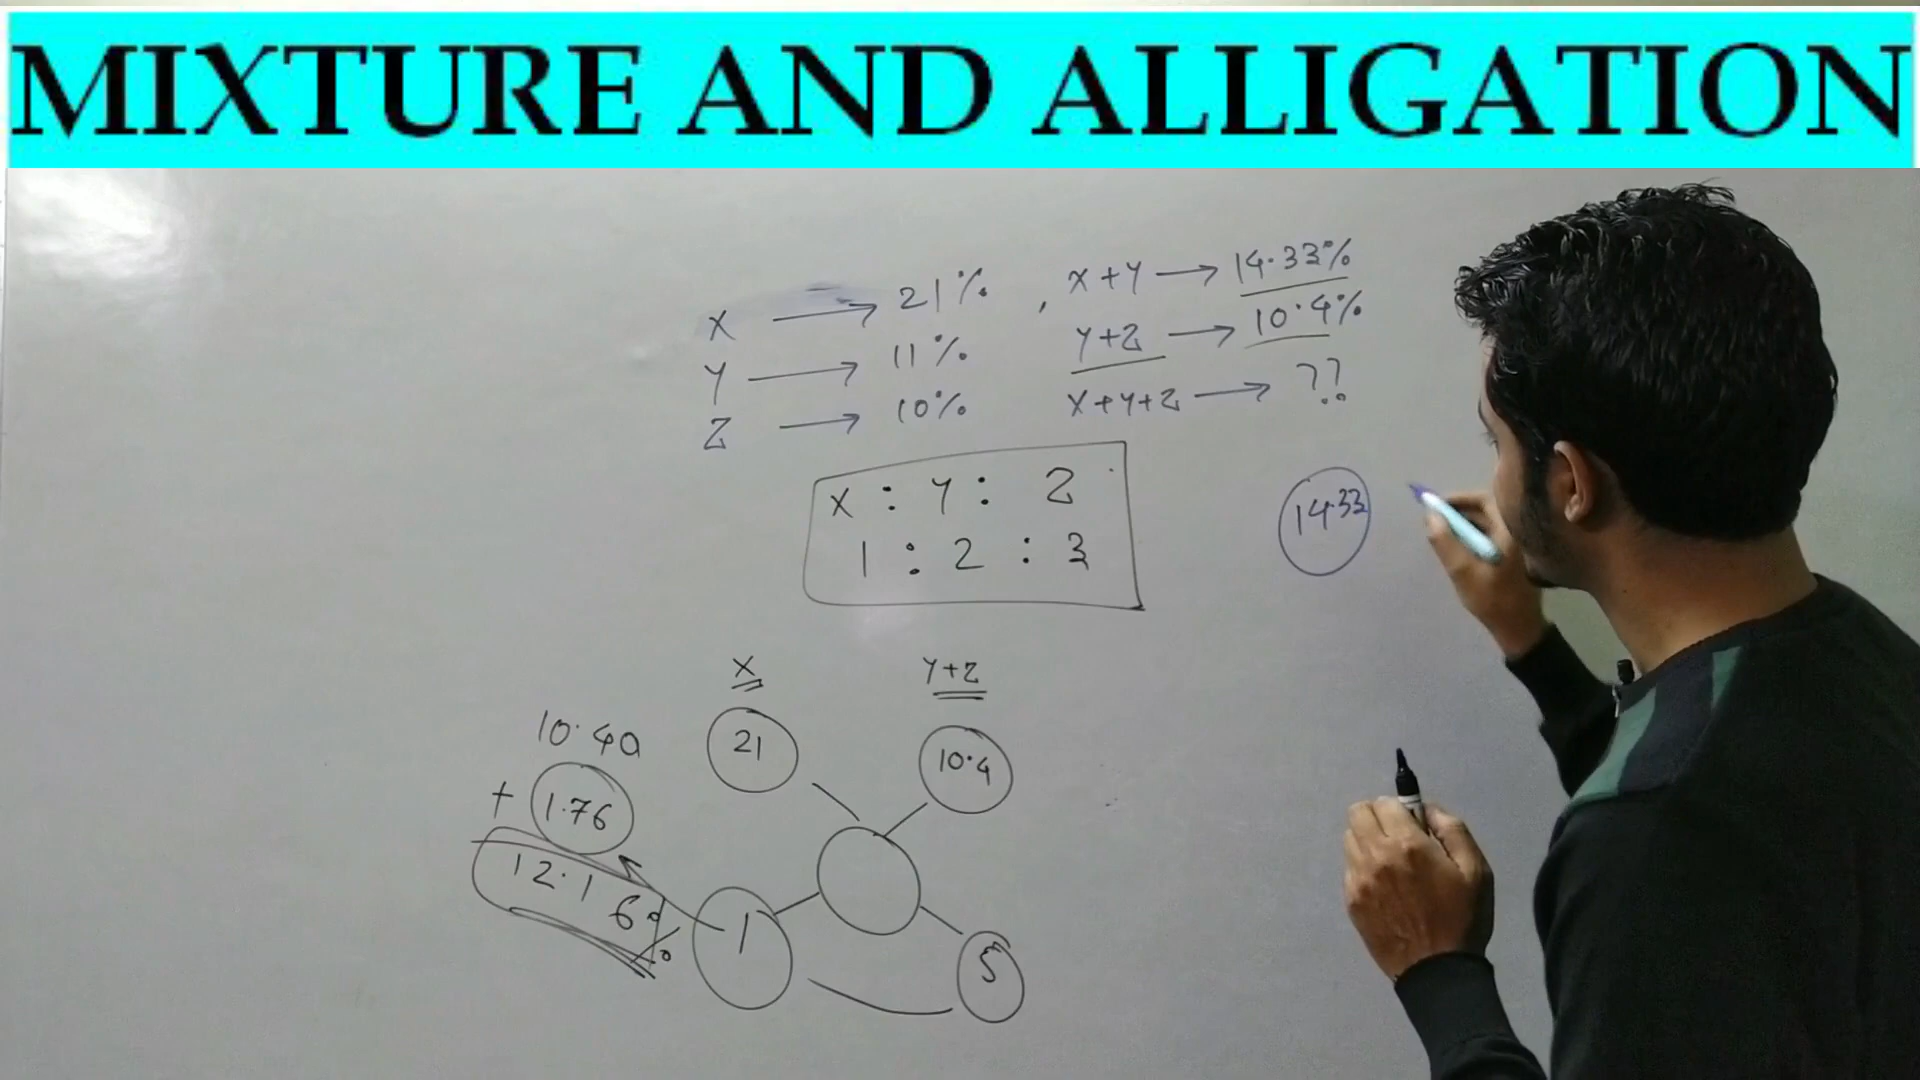 MIXTURE AND ALLIGATION
X → 21% , X+Y → 14.33%
Y → 11% Y+Z → 10.4%
Z → 10% X+Y+Z → ??
X : Y : Z
1 : 2 : 3
14.33
X Y+Z
21 10.4
10.40
+ 1.76
12.16%
1 5